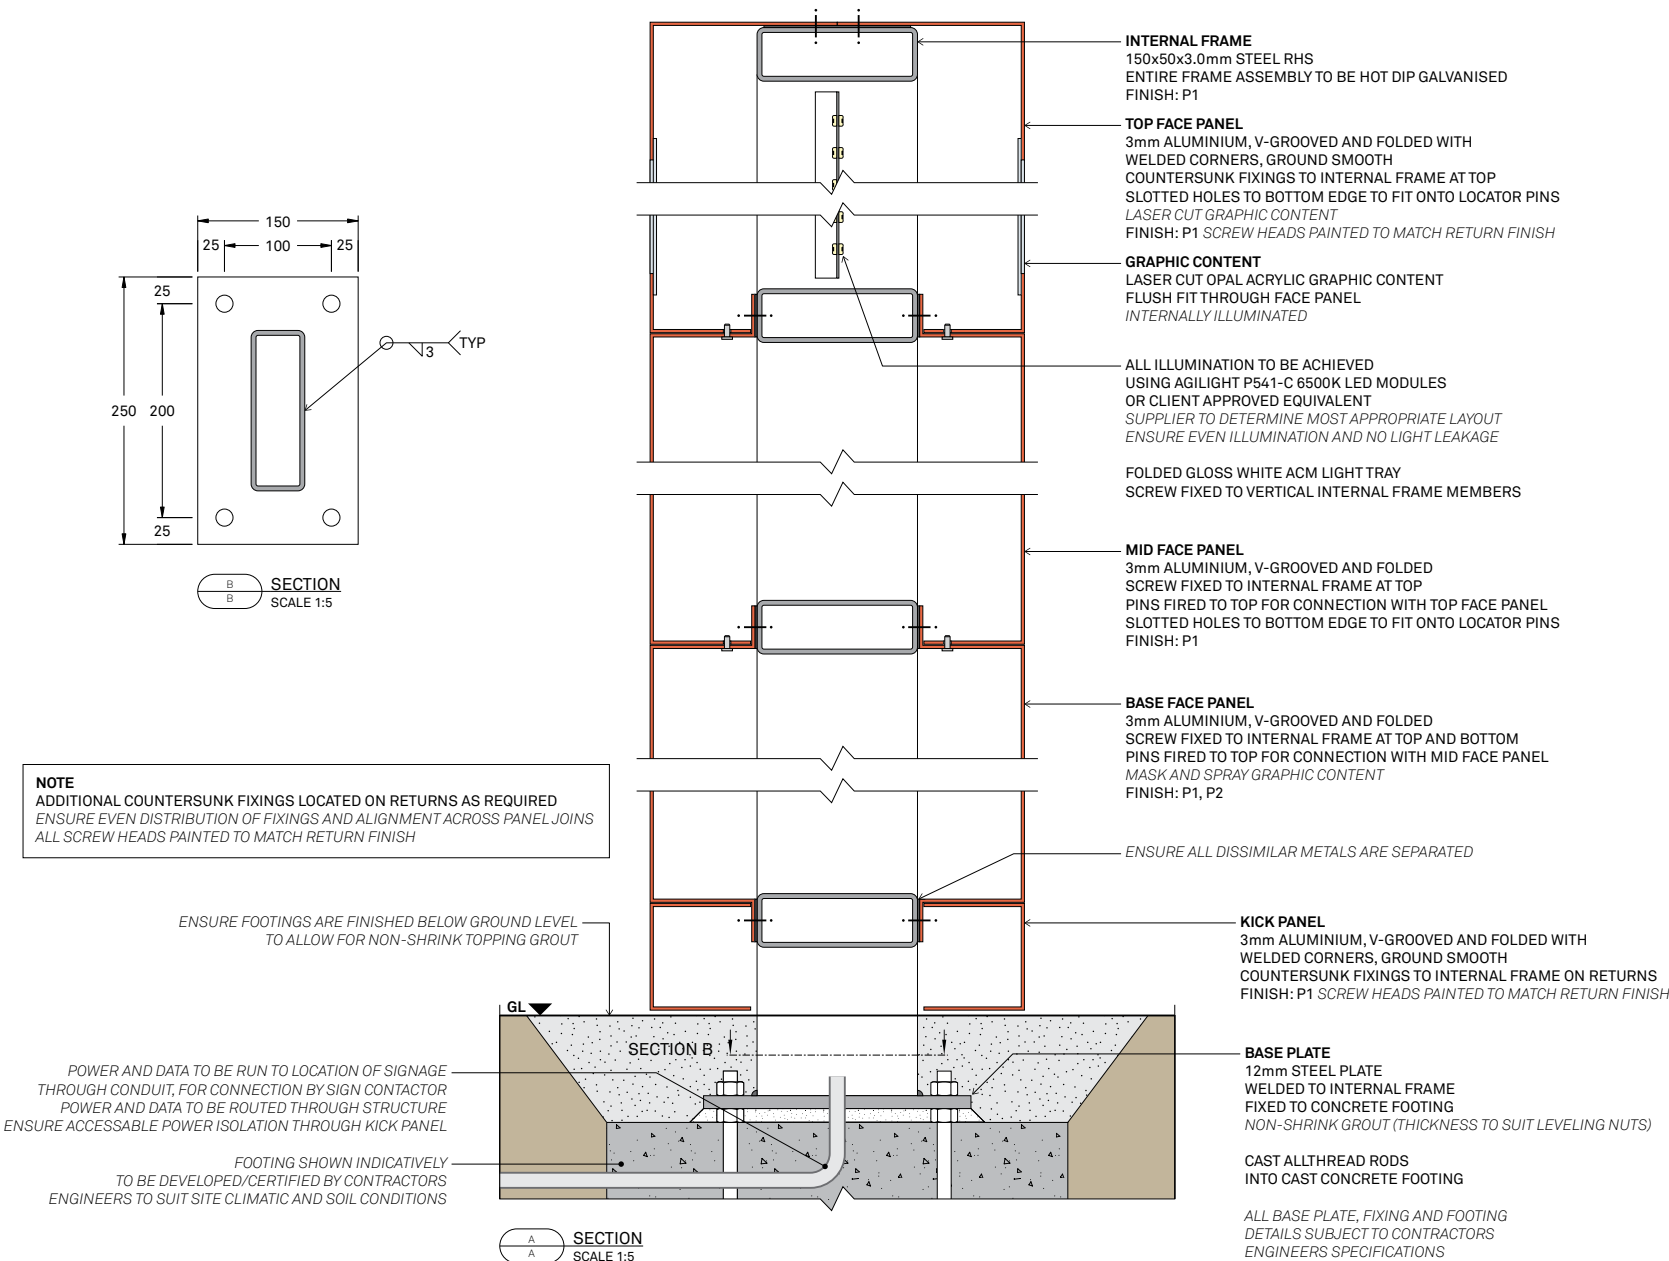 INTERNAL FRAME
150x50x3.0mm STEEL RHS
ENTIRE FRAME ASSEMBLY TO BE HOT DIP GALVANISED
FINISH: P1
TOP FACE PANEL
3mm ALUMINIUM, V-GROOVED AND FOLDED WITH
WELDED CORNERS, GROUND SMOOTH
COUNTERSUNK FIXINGS TO INTERNAL FRAME AT TOP
SLOTTED HOLES TO BOTTOM EDGE TO FIT ONTO LOCATOR PINS
LASER CUT GRAPHIC CONTENT
FINISH: P1 SCREW HEADS PAINTED TO MATCH RETURN FINISH
GRAPHIC CONTENT
LASER CUT OPAL ACRYLIC GRAPHIC CONTENT
FLUSH FIT THROUGH FACE PANEL
INTERNALLY ILLUMINATED
ALL ILLUMINATION TO BE ACHIEVED
USING AGILIGHT P541-C 6500K LED MODULES
OR CLIENT APPROVED EQUIVALENT
SUPPLIER TO DETERMINE MOST APPROPRIATE LAYOUT
ENSURE EVEN ILLUMINATION AND NO LIGHT LEAKAGE
FOLDED GLOSS WHITE ACM LIGHT TRAY
SCREW FIXED TO VERTICAL INTERNAL FRAME MEMBERS
MID FACE PANEL
3mm ALUMINIUM, V-GROOVED AND FOLDED
SCREW FIXED TO INTERNAL FRAME AT TOP
PINS FIRED TO TOP FOR CONNECTION WITH TOP FACE PANEL
SLOTTED HOLES TO BOTTOM EDGE TO FIT ONTO LOCATOR PINS
FINISH: P1
BASE FACE PANEL
3mm ALUMINIUM, V-GROOVED AND FOLDED
SCREW FIXED TO INTERNAL FRAME AT TOP AND BOTTOM
PINS FIRED TO TOP FOR CONNECTION WITH MID FACE PANEL
MASK AND SPRAY GRAPHIC CONTENT
FINISH: P1, P2
ENSURE ALL DISSIMILAR METALS ARE SEPARATED
KICK PANEL
3mm ALUMINIUM, V-GROOVED AND FOLDED WITH
WELDED CORNERS, GROUND SMOOTH
COUNTERSUNK FIXINGS TO INTERNAL FRAME ON RETURNS
FINISH: P1 SCREW HEADS PAINTED TO MATCH RETURN FINISH
BASE PLATE
12mm STEEL PLATE
WELDED TO INTERNAL FRAME
FIXED TO CONCRETE FOOTING
NON-SHRINK GROUT (THICKNESS TO SUIT LEVELING NUTS)
CAST ALLTHREAD RODS
INTO CAST CONCRETE FOOTING
ALL BASE PLATE, FIXING AND FOOTING
DETAILS SUBJECT TO CONTRACTORS
ENGINEERS SPECIFICATIONS
150
25 100 25
25
250 200
25
3 TYP
B
B
SECTION
SCALE 1:5
NOTE
ADDITIONAL COUNTERSUNK FIXINGS LOCATED ON RETURNS AS REQUIRED
ENSURE EVEN DISTRIBUTION OF FIXINGS AND ALIGNMENT ACROSS PANEL JOINS
ALL SCREW HEADS PAINTED TO MATCH RETURN FINISH
ENSURE FOOTINGS ARE FINISHED BELOW GROUND LEVEL
TO ALLOW FOR NON-SHRINK TOPPING GROUT
GL
SECTION B
POWER AND DATA TO BE RUN TO LOCATION OF SIGNAGE
THROUGH CONDUIT, FOR CONNECTION BY SIGN CONTACTOR
POWER AND DATA TO BE ROUTED THROUGH STRUCTURE
ENSURE ACCESSABLE POWER ISOLATION THROUGH KICK PANEL
FOOTING SHOWN INDICATIVELY
TO BE DEVELOPED/CERTIFIED BY CONTRACTORS
ENGINEERS TO SUIT SITE CLIMATIC AND SOIL CONDITIONS
A
A
SECTION
SCALE 1:5